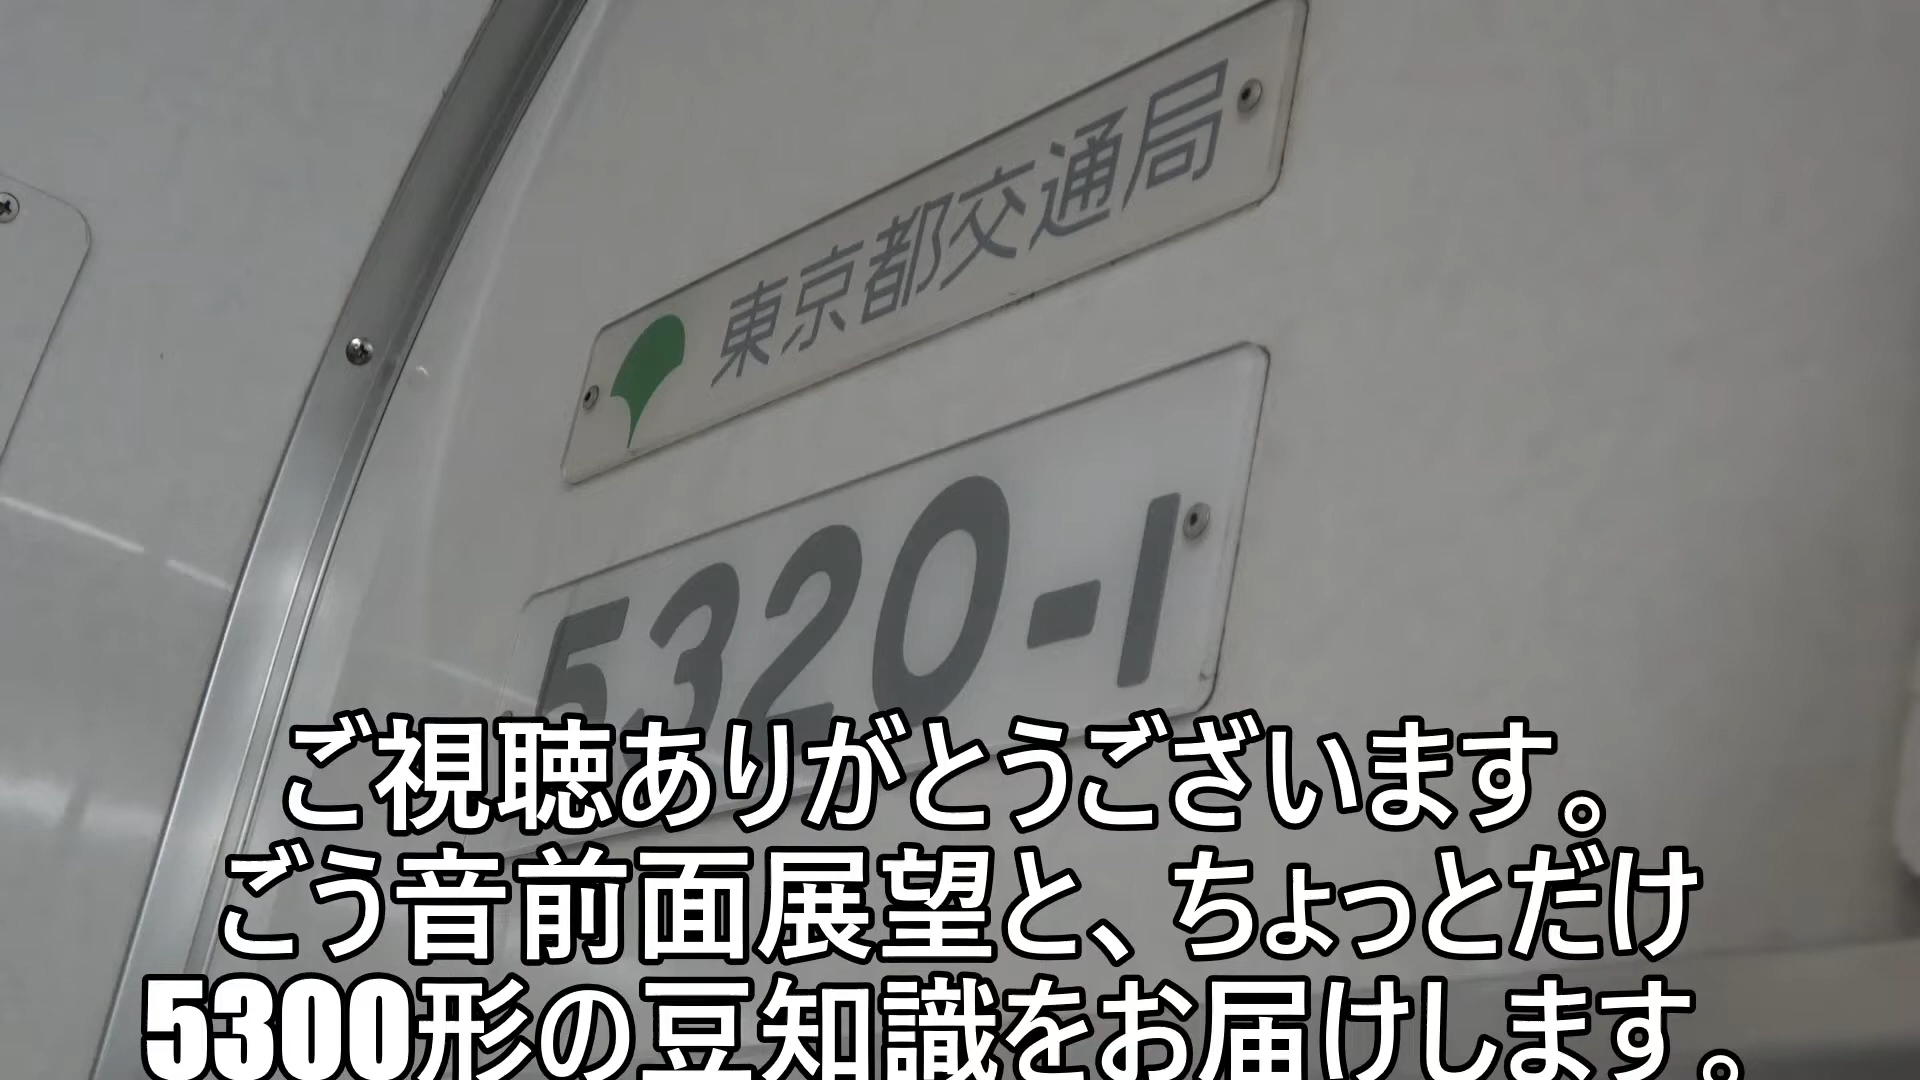 東京都交通局
5320-1
ご視聴ありがとうございます。
ごう音前面展望と、ちょっとだけ
5300形の豆知識をお届けします。